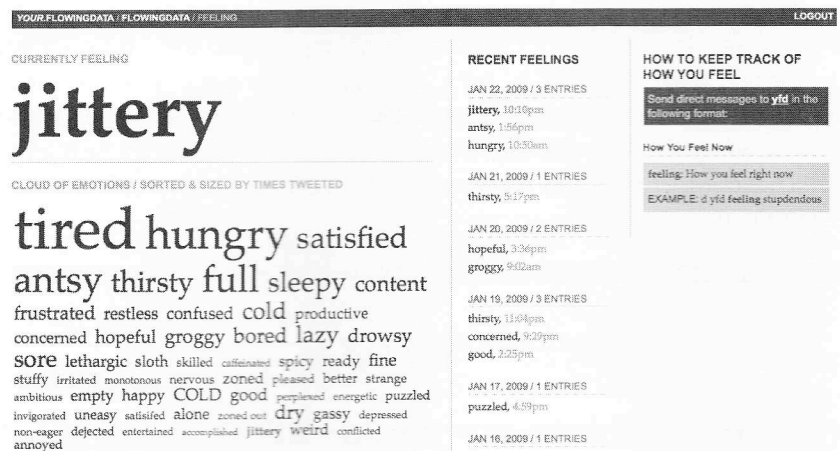 YOUR.FLOWINGDATA / FLOWINGDATA / FEELING
LOGOUT
CURRENTLY FEELING
jittery
CLOUD OF EMOTIONS / SORTED & SIZED BY TIMES TWEETED
tired hungry satisfied
antsy thirsty full sleepy content
frustrated restless confused cold productive
concerned hopeful groggy bored lazy drowsy
sore lethargic sloth skilled caffeinated spicy ready fine
stuffy irritated monotonous nervous zoned pleased better strange
ambitious empty happy COLD good perplexed energetic puzzled
invigorated uneasy satisifed alone zoned out dry gassy depressed
non-eager dejected entertained accomplished jittery weird conflicted
annoyed
RECENT FEELINGS
JAN 22, 2009 / 3 ENTRIES
jittery, 10:10pm
antsy, 1:56pm
hungry, 10:50am
JAN 21, 2009 / 1 ENTRIES
thirsty, 5:17pm
JAN 20, 2009 / 2 ENTRIES
hopeful, 3:36pm
groggy, 9:02am
JAN 19, 2009 / 3 ENTRIES
thirsty, 11:04pm
concerned, 9:29pm
good, 2:25pm
JAN 17, 2009 / 1 ENTRIES
puzzled, 4:59pm
JAN 16, 2009 / 1 ENTRIES
HOW TO KEEP TRACK OF
HOW YOU FEEL
Send direct messages to yfd in the
following format:
How You Feel Now
feeling: How you feel right now
EXAMPLE: d yfd feeling stupdendous